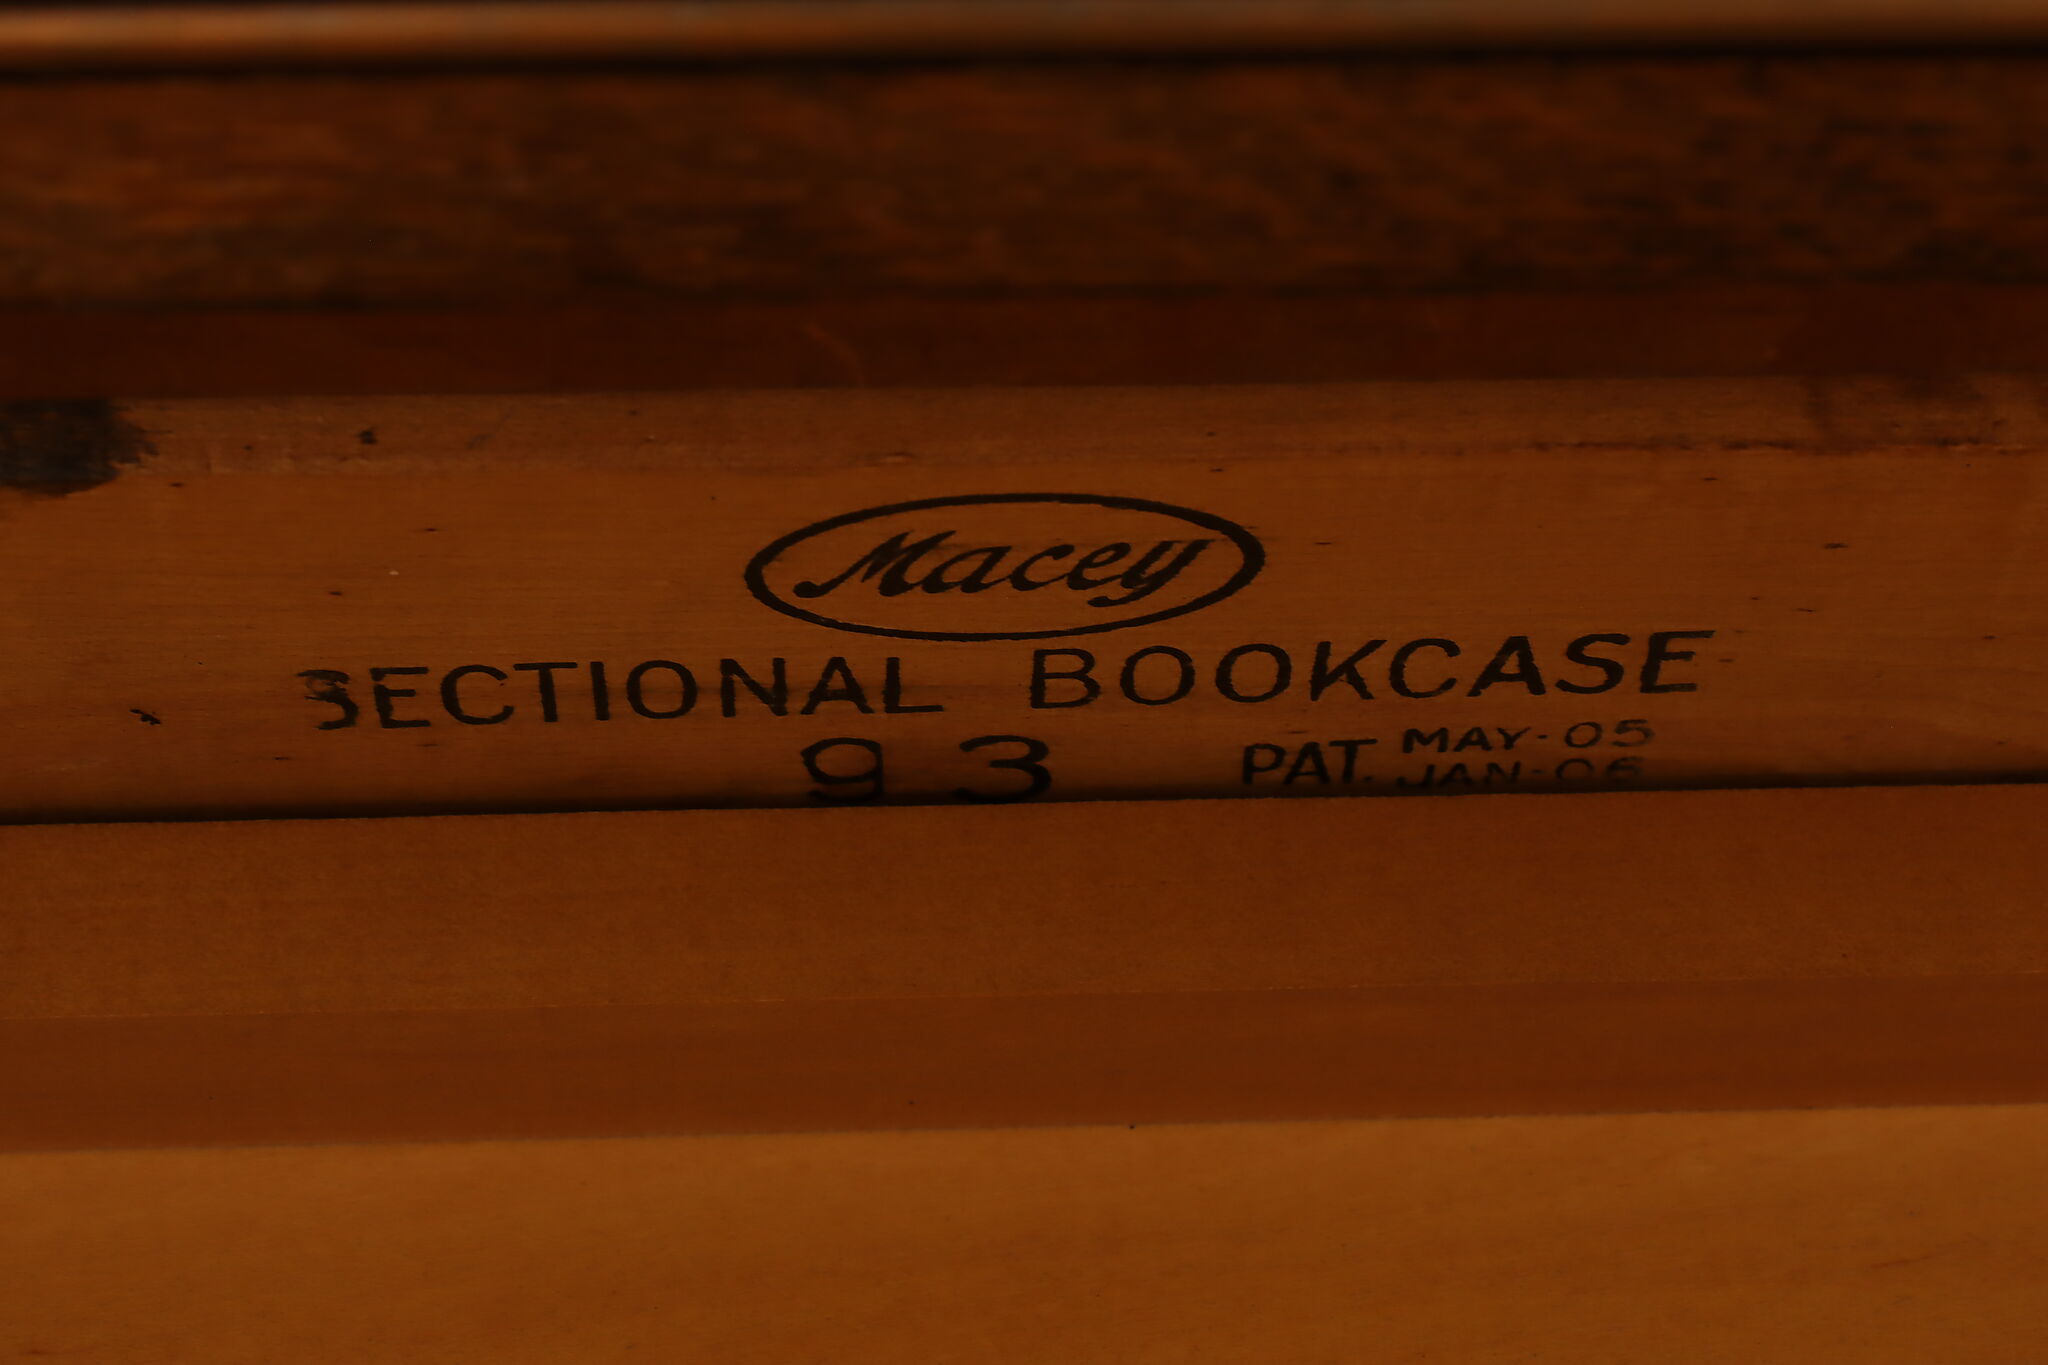 Macey
SECTIONAL BOOKCASE
93 PAT. MAY-05
JAN-06